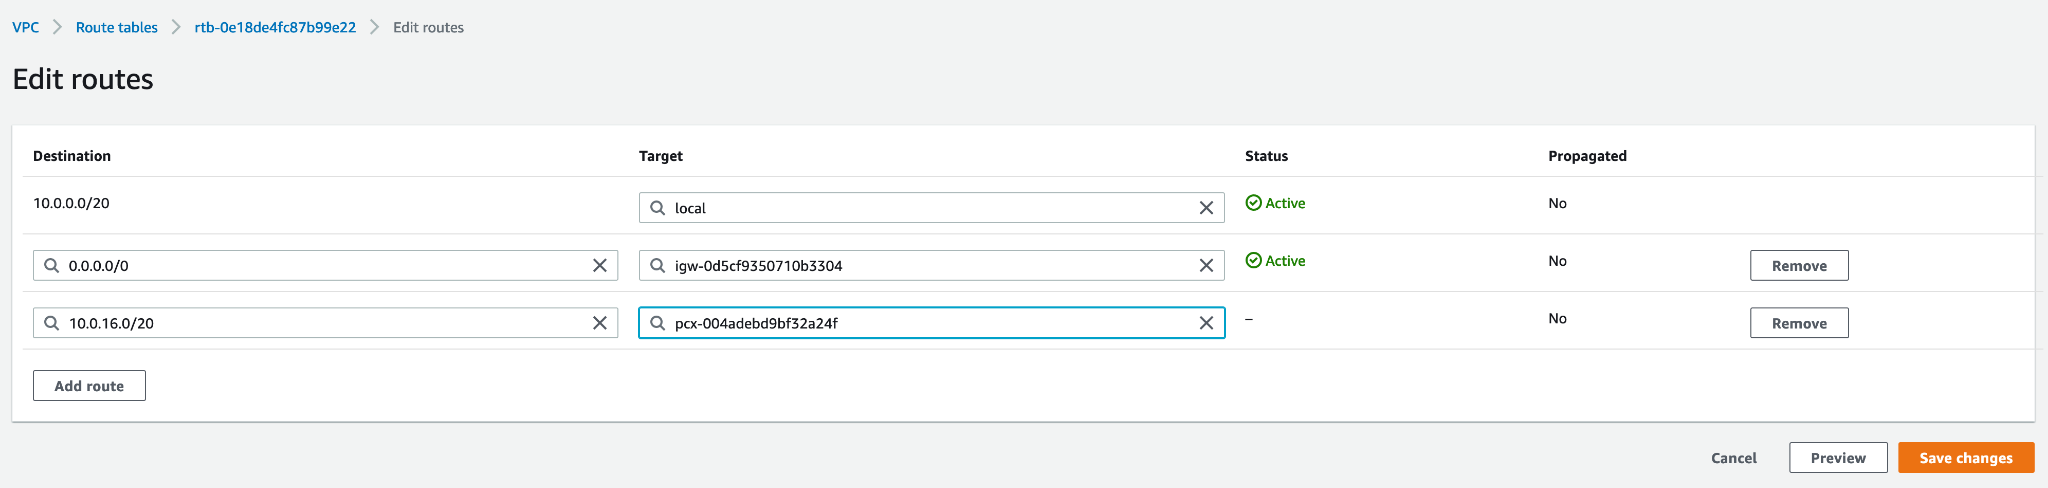 VPC > Route tables > rtb-0e18de4fc87b99e22 > Edit routes
Edit routes
Destination Target Status Propagated
10.0.0.0/20 local Active No
0.0.0.0/0 igw-0d5cf9350710b3304 Active No Remove
10.0.16.0/20 pcx-004adebd9bf32a24f – No Remove
Add route
Cancel Preview Save changes